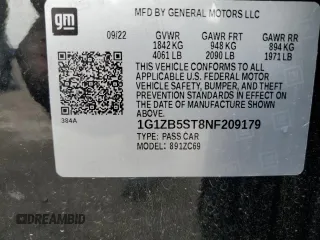 gm
MFD BY GENERAL MOTORS LLC
09/22 GVWR GAWR FRT GAWR RR
1842 KG 948 KG 894 KG
4061 LB 2090 LB 1971 LB
THIS VEHICLE CONFORMS TO ALL APPLICABLE
U.S. FEDERAL MOTOR VEHICLE SAFETY, BUMPER,
AND THEFT PREVENTION STANDARDS IN EFFECT
ON THE DATE OF MANUFACTURE SHOWN ABOVE.
384A
1G1ZB5ST8NF209179
TYPE: PASS CAR
MODEL: 891ZC69
DREAMBID.COM